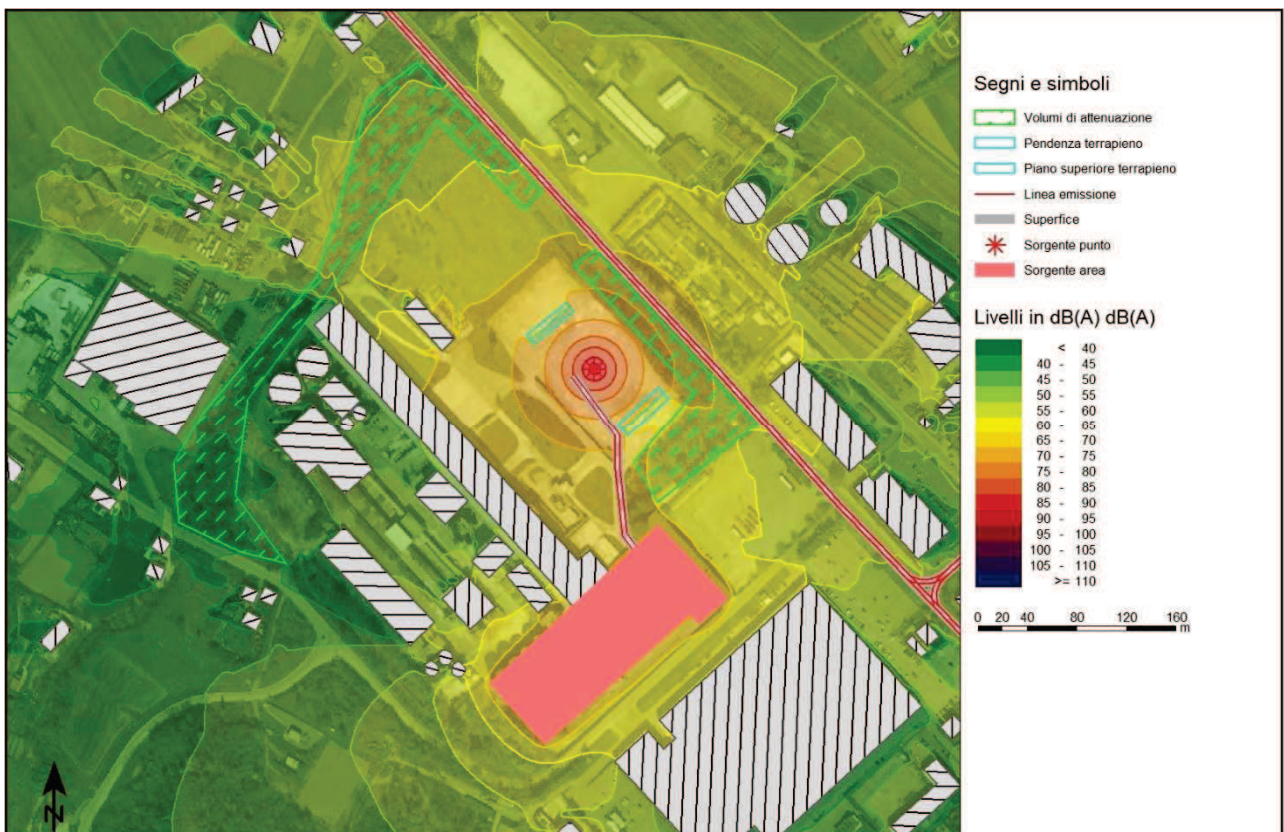 Segni e simboli
Volumi di attenuazione
Pendenza terrapieno
Piano superiore terrapieno
Linea emissione
Superfice
Sorgente punto
Sorgente area
Livelli in dB(A) dB(A)
< 40
40 - 45
45 - 50
50 - 55
55 - 60
60 - 65
65 - 70
70 - 75
75 - 80
80 - 85
85 - 90
90 - 95
95 - 100
100 - 105
105 - 110
>= 110
0 20 40 80 120 160
m
N